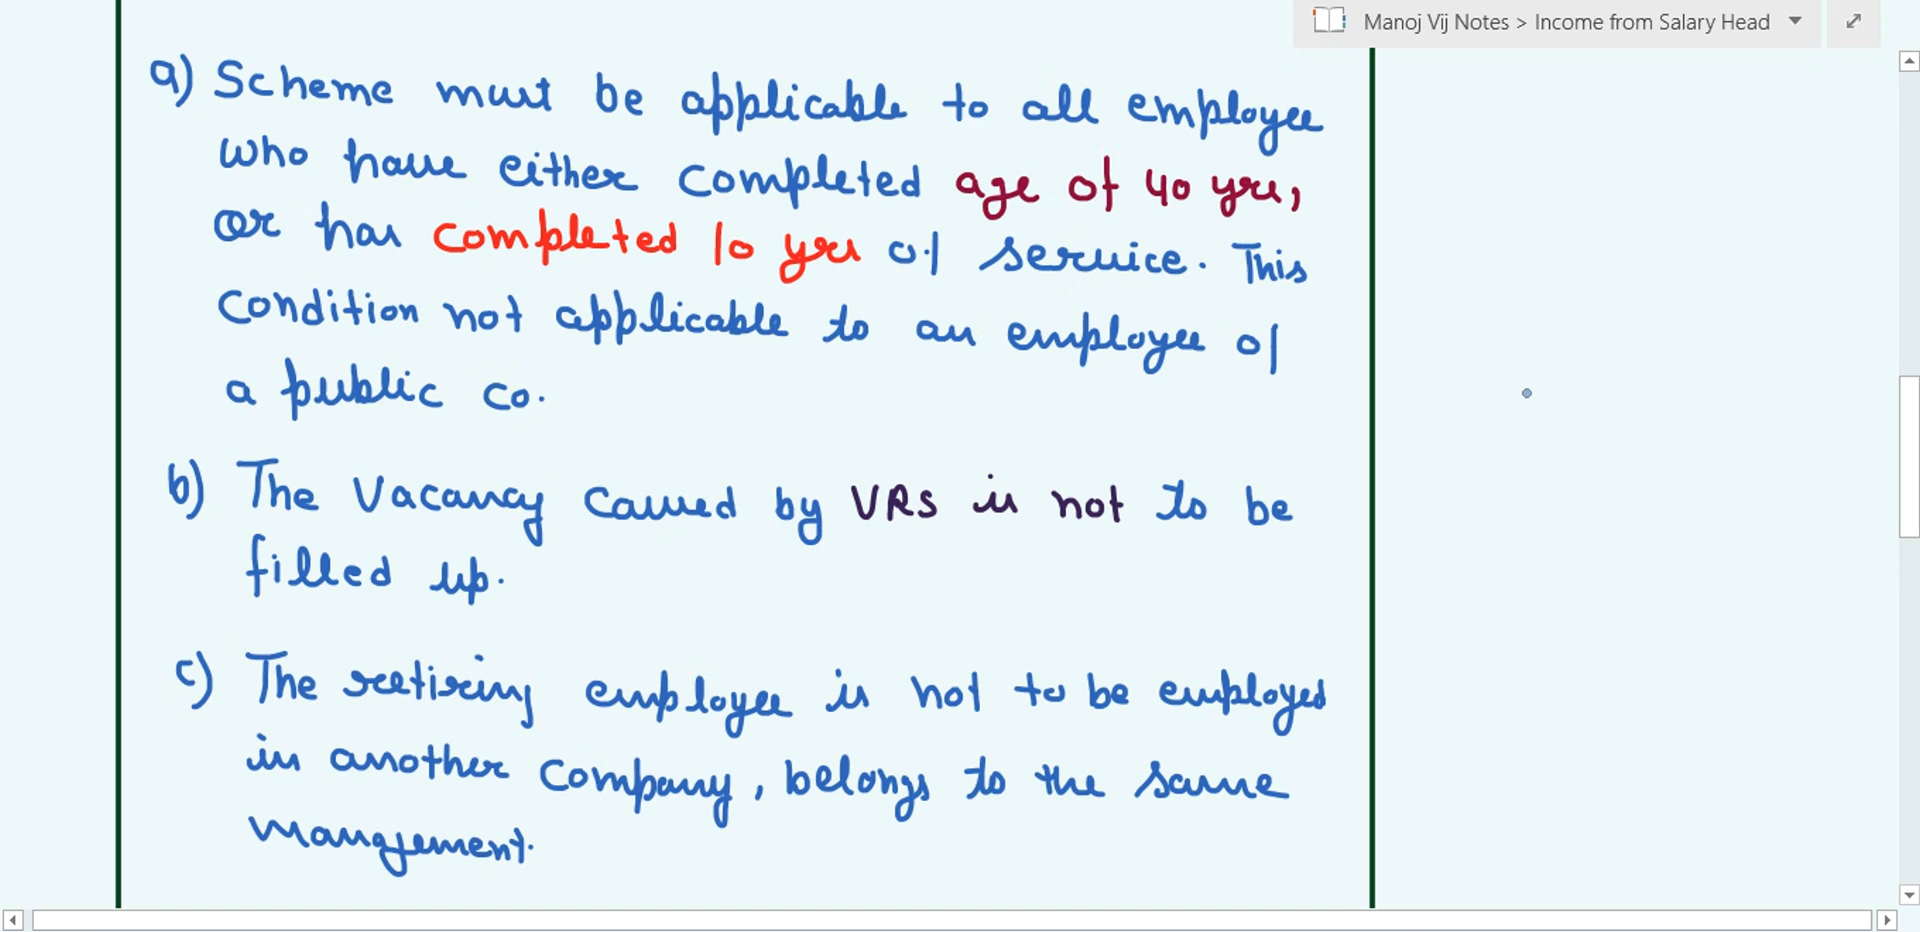 Manoj Vij Notes > Income from Salary Head
a) Scheme must be applicable to all employee
who have either completed age of 40 yrs,
or has completed 10 yrs of service. This
condition not applicable to an employee of
a public co.
b) The Vacancy caused by VRS is not to be
filled up.
c) The retiring employee is not to be employed
in another company, belongs to the same
mangement.